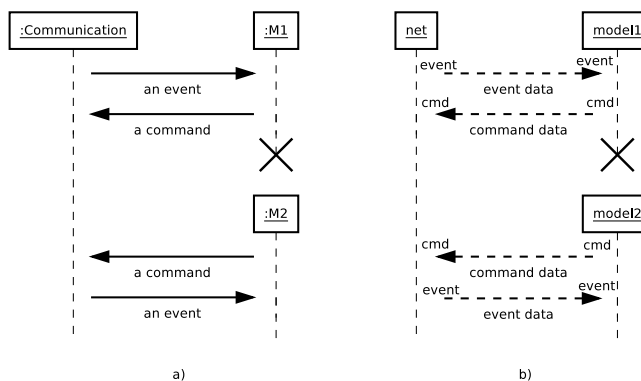 :Communication :M1 net model1
an event event event data event
a command cmd command data cmd
:M2 model2
a command cmd command data cmd
an event event event data event
a) b)